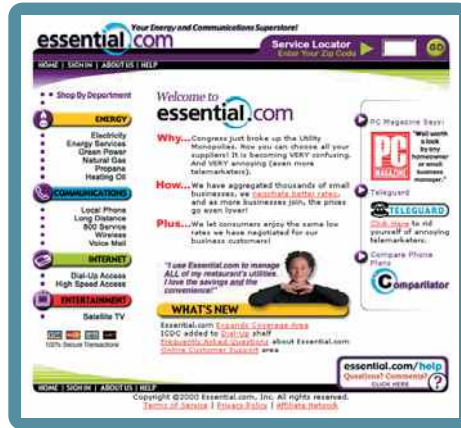 Your Energy and Communications Superstore!
essential.com
Service Locator
Enter Your Zip Code
GO
HOME | SIGN IN | ABOUT US | HELP
Shop By Department
ENERGY
Electricity
Energy Services
Green Power
Natural Gas
Propane
Heating Oil
COMMUNICATIONS
Local Phone
Long Distance
800 Service
Wireless
Voice Mail
INTERNET
Dial-Up Access
High Speed Access
ENTERTAINMENT
Satellite TV
100% Secure Transactions
Welcome to
essential.com
Why... Congress just broke up the Utility
Monopolies. Now you can choose all your
suppliers! It is becoming VERY confusing.
And VERY annoying (even more
telemarketers).
How... We have aggregated thousands of small
businesses, we negotiate better rates,
and as more businesses join, the prices
go even lower!
Plus... We let consumers enjoy the same low
rates we have negotiated for our
business customers!
"I use Essential.com to manage
ALL of my restaurant's utilities.
I love the savings and the
convenience!"
WHAT'S NEW
Essential.com Expands Coverage Area
ICDC added to Dial-Up shelf
Frequently Asked Questions about Essential.com
Online Customer Support area
PC Magazine Says:
PC
MAGAZINE
"Well worth
a look
by any
homeowner
or small
business
manager."
Teleguard
TELEGUARD
Click Here to rid
yourself of annoying
telemarketers.
Compare Phone
Plans
Comparilator
essential.com/help
Questions? Comments?
CLICK HERE
?
HOME | SIGN IN | ABOUT US | HELP
Copyright ©2000 Essential.com, Inc. All rights reserved.
Terms of Service | Privacy Policy | Affiliate Network